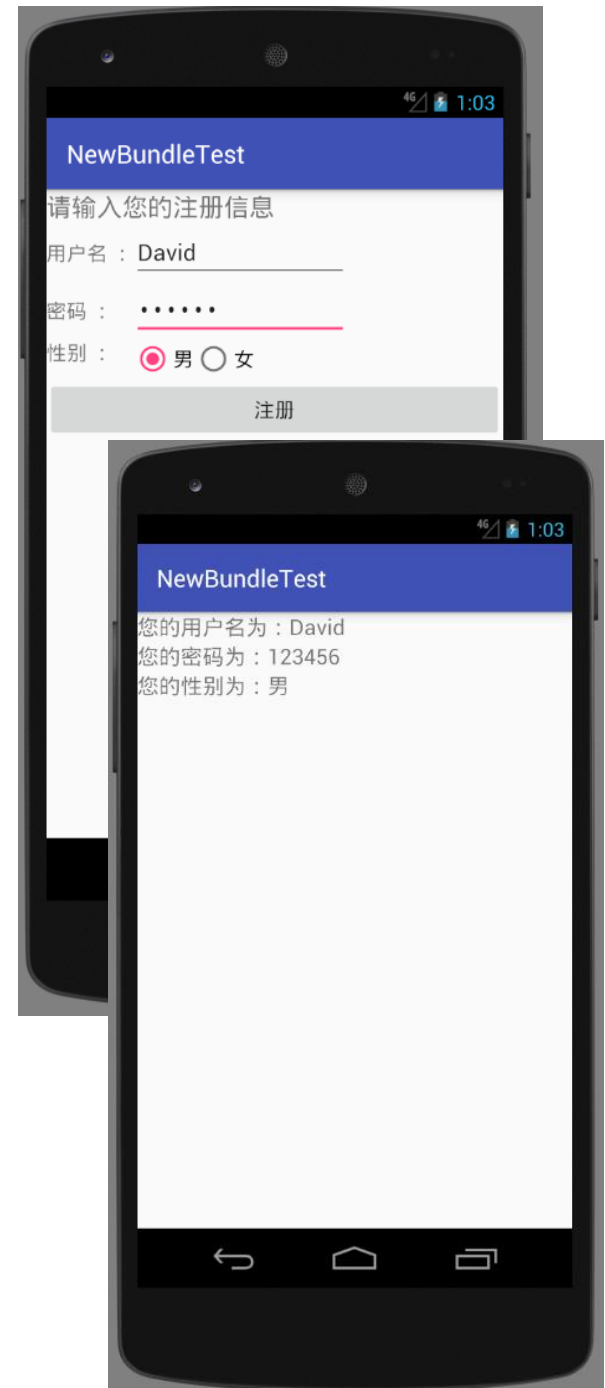 4G 1:03
NewBundleTest
请输入您的注册信息
用户名 : David
密码 : ••••••
性别 : 男 女
注册
4G 1:03
NewBundleTest
您的用户名为 : David
您的密码为 : 123456
您的性别为 : 男